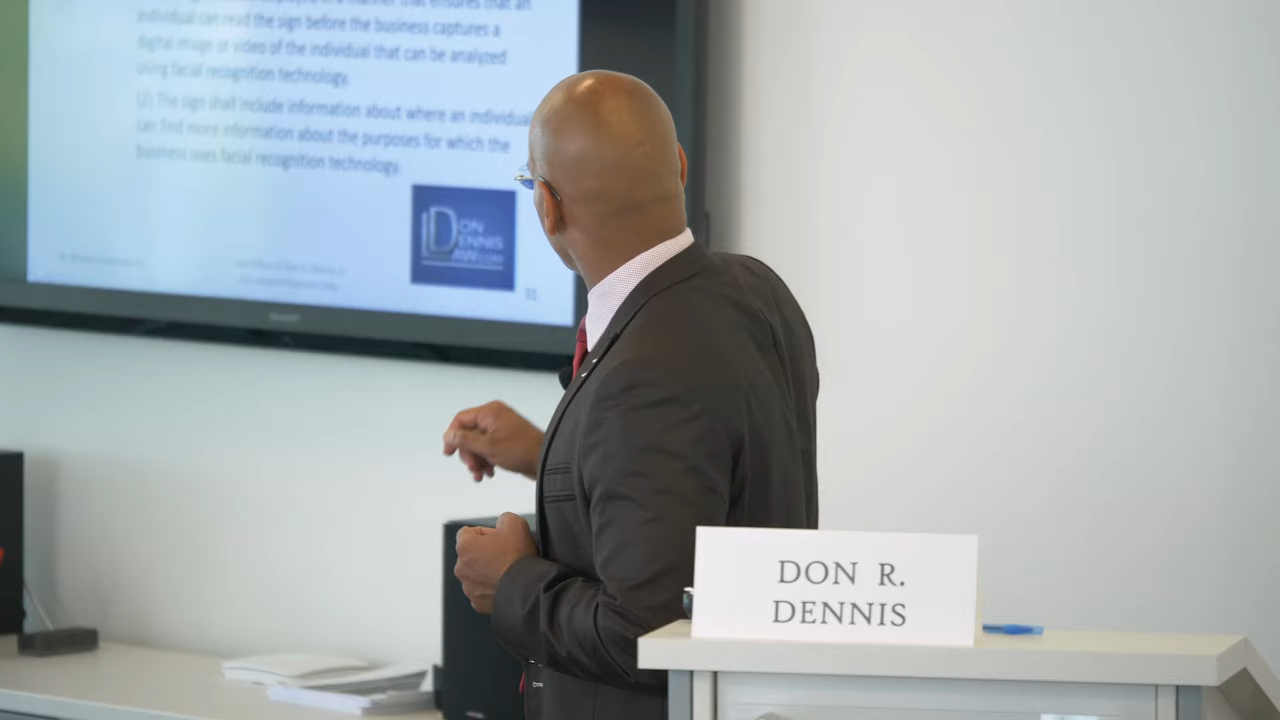 individual can read the sign before the business captures a
digital image or video of the individual that can be analyzed
using facial recognition technology.
(2) The sign shall include information about where an individual
can find more information about the purposes for which the
business uses facial recognition technology.
DON
DENNIS
LAW.COM
DON R.
DENNIS